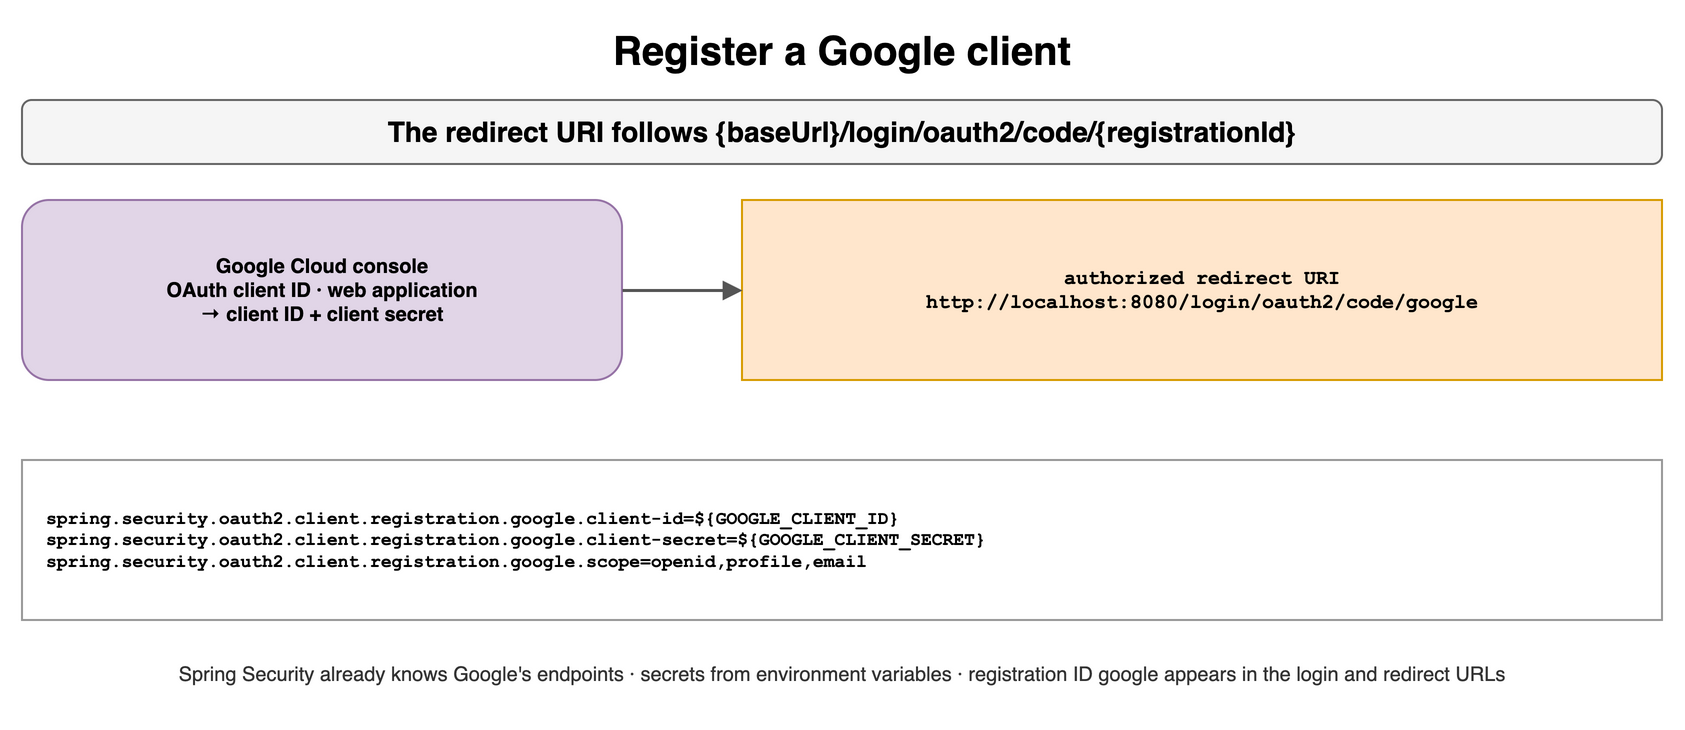 Register a Google client
The redirect URI follows {baseUrl}/login/oauth2/code/{registrationId}
Google Cloud console
OAuth client ID · web application
→ client ID + client secret
authorized redirect URI
http://localhost:8080/login/oauth2/code/google
spring.security.oauth2.client.registration.google.client-id=${GOOGLE_CLIENT_ID}
spring.security.oauth2.client.registration.google.client-secret=${GOOGLE_CLIENT_SECRET}
spring.security.oauth2.client.registration.google.scope=openid,profile,email
Spring Security already knows Google's endpoints · secrets from environment variables · registration ID google appears in the login and redirect URLs